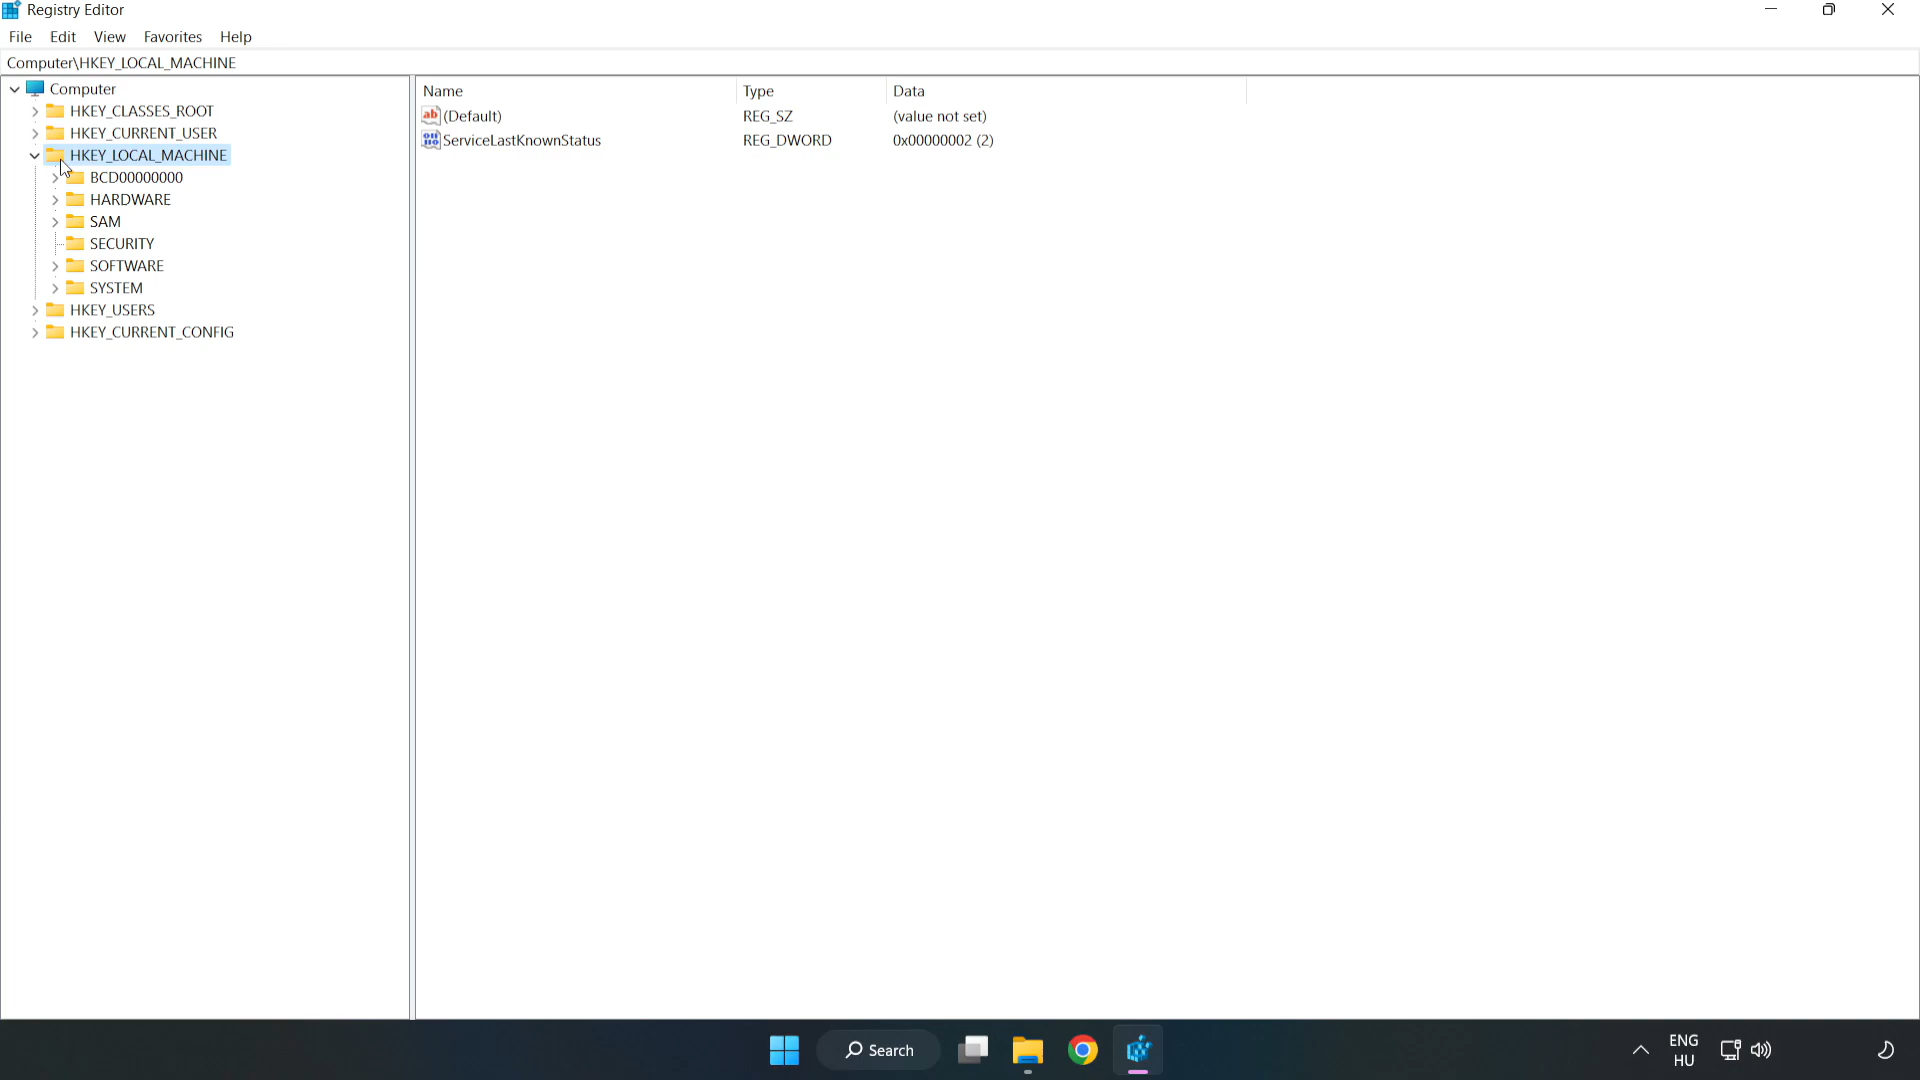 Registry Editor
File Edit View Favorites Help
Computer\HKEY_LOCAL_MACHINE
Computer
HKEY_CLASSES_ROOT
HKEY_CURRENT_USER
HKEY_LOCAL_MACHINE
BCD00000000
HARDWARE
SAM
SECURITY
SOFTWARE
SYSTEM
HKEY_USERS
HKEY_CURRENT_CONFIG
Name Type Data
ab (Default) REG_SZ (value not set)
ServiceLastKnownStatus REG_DWORD 0x00000002 (2)
Search
ENG
HU